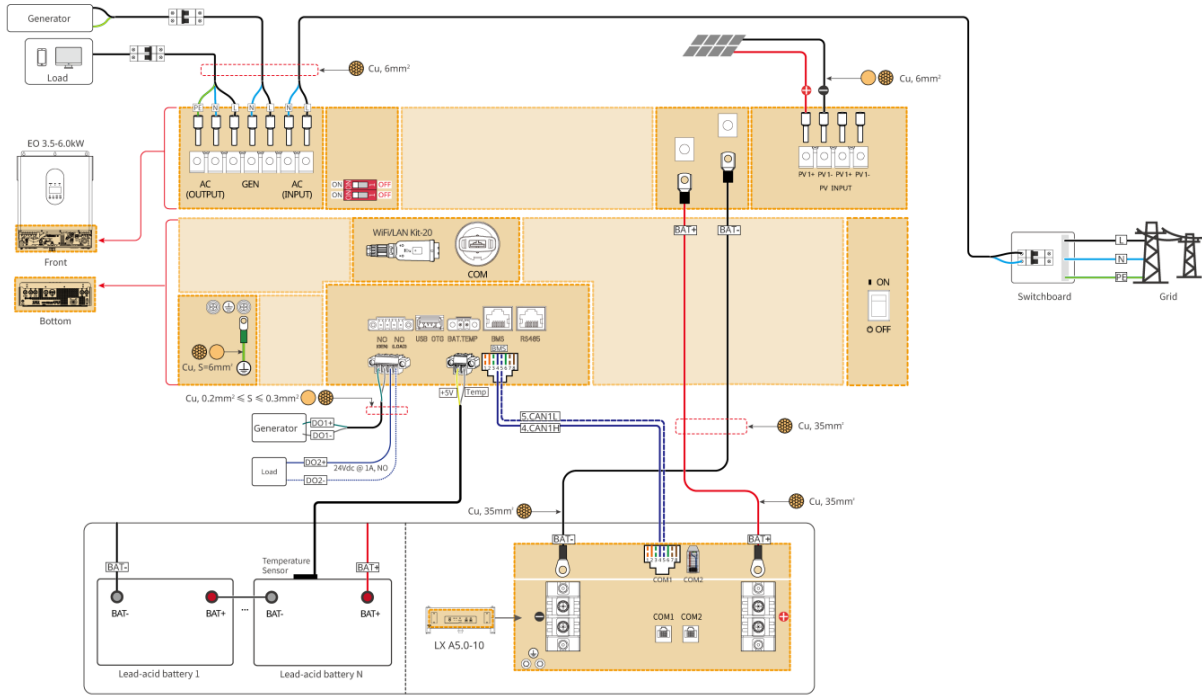 Generator
Load
Cu, 6mm²
Cu, 6mm²
PE
N
L
N
L
N
L
EO 3.5-6.0kW
AC
(OUTPUT)
GEN
AC
(INPUT)
ON
OFF
ON
OFF
PV 1+
PV 1-
PV 1+
PV 1-
PV INPUT
BAT+
BAT-
WiFi/LAN Kit-20
COM
Front
Bottom
L
N
PE
Switchboard
Grid
ON
OFF
NO
(GEN)
NO
(LOAD)
USB
OTG
BAT.TEMP
BMS
RS485
BMS
Cu, S=6mm²
+5V
Temp
Cu, 0.2mm² ≤ S ≤ 0.3mm²
Generator
DO1+
DO1-
5.CAN1L
4.CAN1H
Cu, 35mm²
Load
DO2+
24Vdc @ 1A, NO
DO2-
Cu, 35mm²
Cu, 35mm²
BAT-
BAT+
BAT-
Temperature
Sensor
BAT+
COM1
COM2
BAT-
BAT+
...
BAT-
BAT+
COM1
COM2
LX A5.0-10
Lead-acid battery 1
Lead-acid battery N